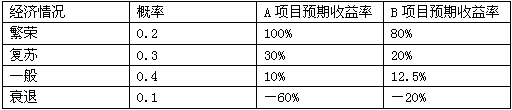 经济情况 概率 A 项目预期收益率 B 项目预期收益率
繁荣 0.2 100% 80%
复苏 0.3 30% 20%
一般 0.4 10% 12.5%
衰退 0.1 －60% －20%